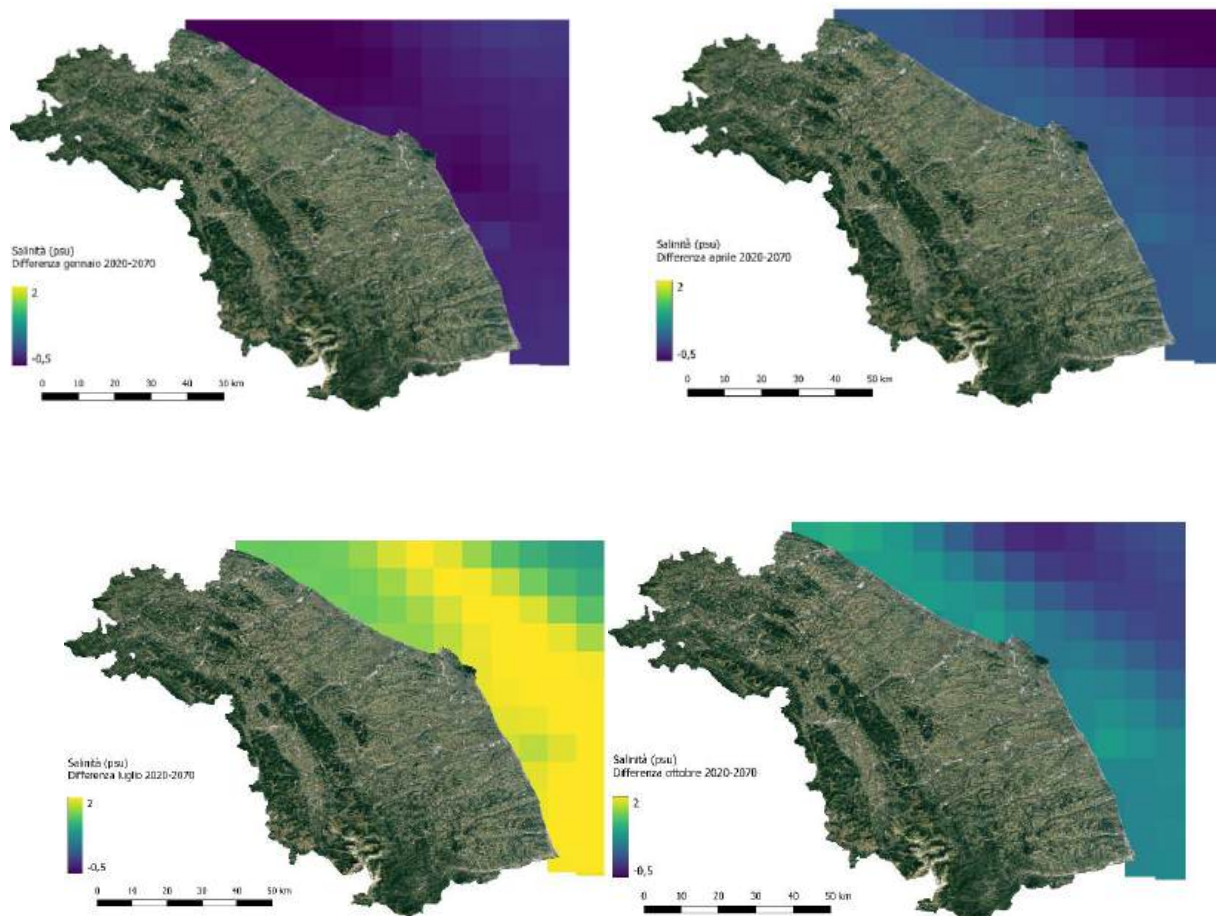 Salinità (psu)
Differenza gennaio 2020-2070
2
-0,5
0 10 20 30 40 50 km
Salinità (psu)
Differenza aprile 2020-2070
2
-0,5
0 10 20 30 40 50 km
Salinità (psu)
Differenza luglio 2020-2070
2
-0,5
0 10 20 30 40 50 km
Salinità (psu)
Differenza ottobre 2020-2070
2
-0,5
0 10 20 30 40 50 km